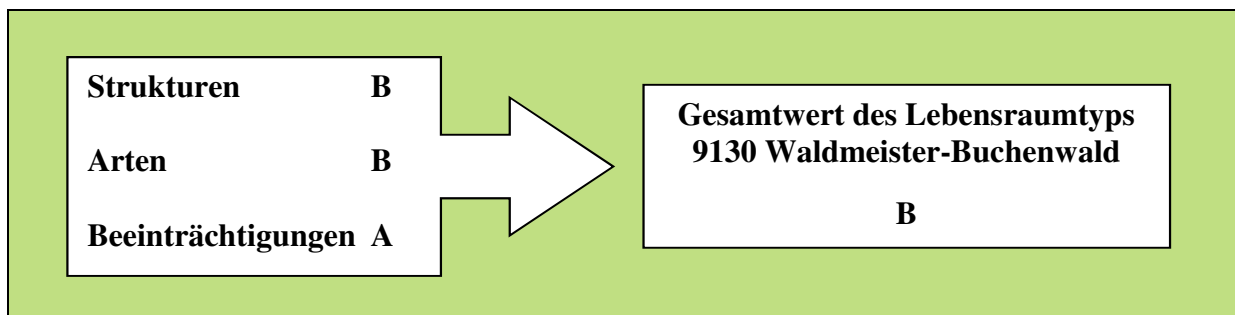 Strukturen B
Arten B
Beeinträchtigungen A
Gesamtwert des Lebensraumtyps
9130 Waldmeister-Buchenwald
B